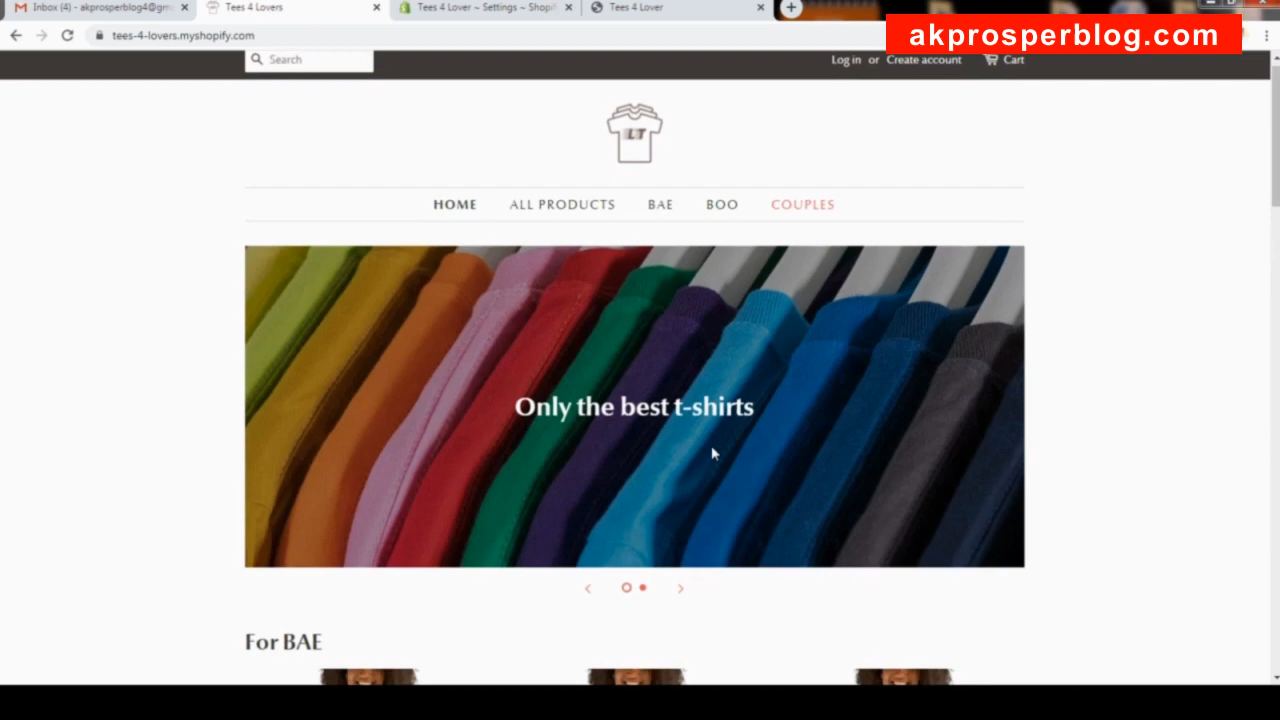 Inbox (4) - akprosperblog4@gm
Tees 4 Lovers
Tees 4 Lover ~ Settings ~ Shopif
Tees 4 Lover
akprosperblog.com
tees-4-lovers.myshopify.com
Search
Log in or Create account
Cart
LT
HOME
ALL PRODUCTS
BAE
BOO
COUPLES
Only the best t-shirts
For BAE